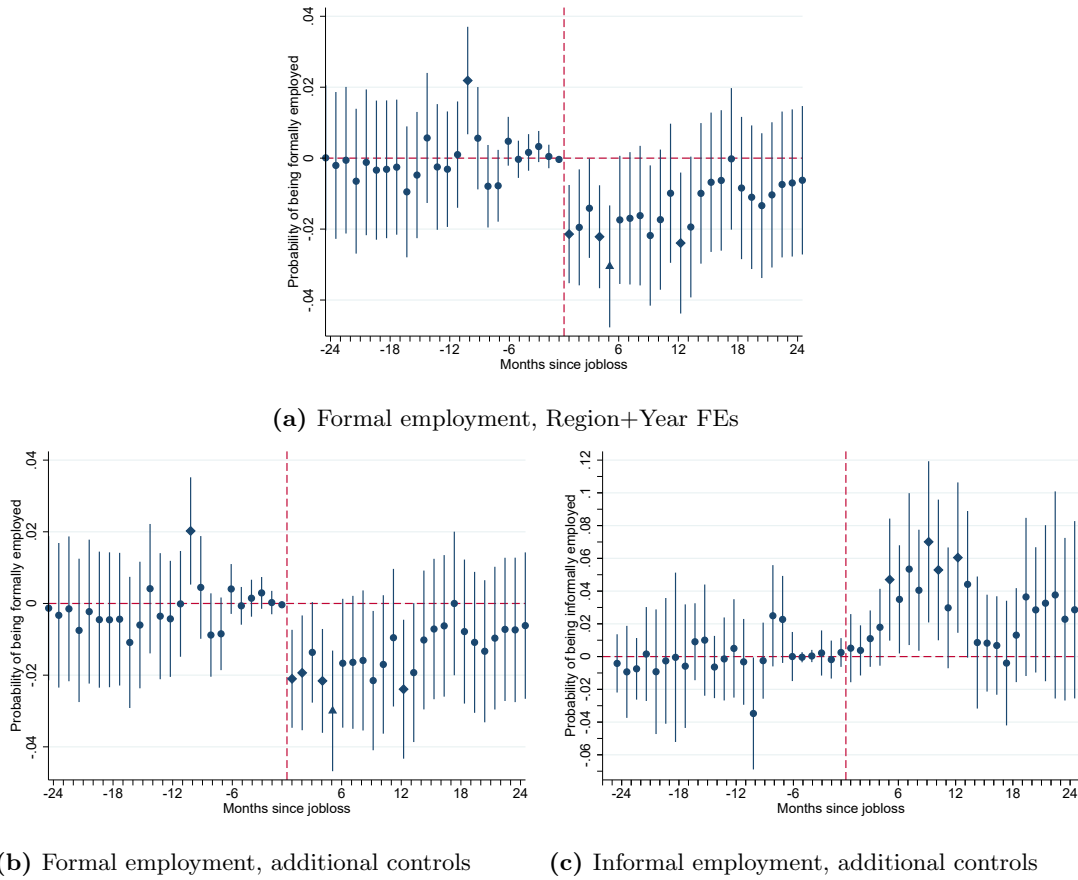 Probability of being formally employed
.04
.02
0
-.02
-.04
-24 -18 -12 -6 6 12 18 24
Months since jobloss
(a) Formal employment, Region+Year FEs
Probability of being formally employed
.04
.02
0
-.02
-.04
-24 -18 -12 -6 6 12 18 24
Months since jobloss
(b) Formal employment, additional controls
Probability of being informally employed
.12
.1
.08
.06
.04
.02
0
-.02
-.04
-.06
-24 -18 -12 -6 6 12 18 24
Months since jobloss
(c) Informal employment, additional controls